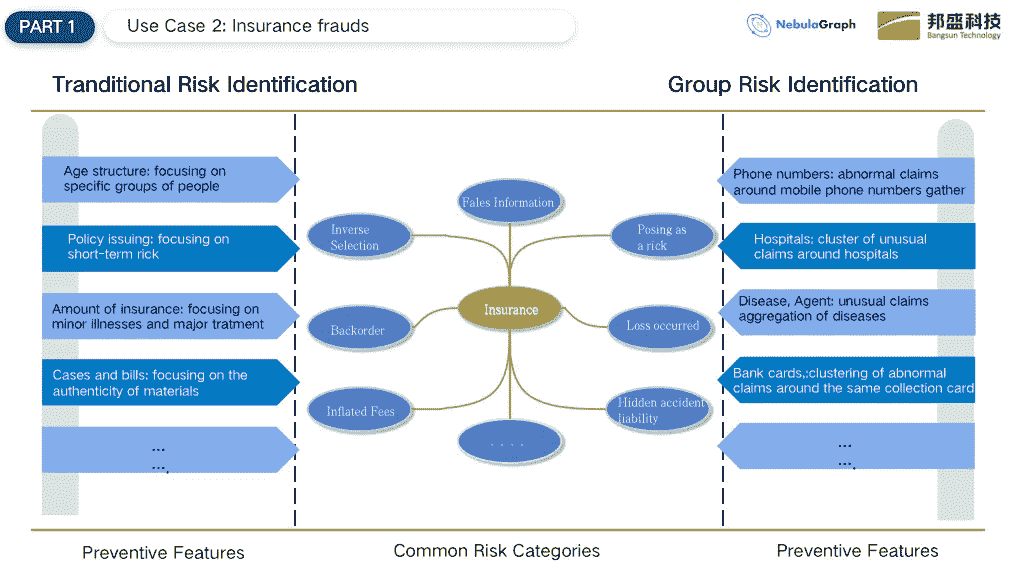 PART 1
Use Case 2: Insurance frauds
NebulaGraph
邦盛科技
Bangsun Technology
Tranditional Risk Identification
Group Risk Identification
Age structure: focusing on
specific groups of people
Policy issuing: focusing on
short-term rick
Amount of insurance: focusing on
minor illnesses and major tratment
Cases and bills: focusing on the
authenticity of materials
...
...,
Fales Information
Inverse
Selection
Posing as
a rick
Insurance
Backorder
Loss occurred
Inflated Fees
Hidden accident
liability
. . . .
Phone numbers: abnormal claims
around mobile phone numbers gather
Hospitals: cluster of unusual
claims around hospitals
Disease, Agent: unusual claims
aggregation of diseases
Bank cards,:clustering of abnormal
claims around the same collection card
...
...,
Preventive Features
Common Risk Categories
Preventive Features